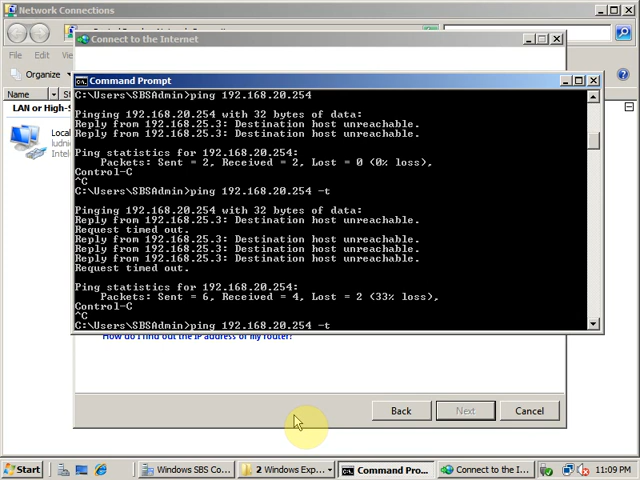 Network Connections
Connect to the Internet
File Edit
Organize
Name
LAN or High-S
Local
Intel
Command Prompt
C:\Users\SBSAdmin>ping 192.168.20.254
Pinging 192.168.20.254 with 32 bytes of data:
Reply from 192.168.25.3: Destination host unreachable.
Reply from 192.168.25.3: Destination host unreachable.
Ping statistics for 192.168.20.254:
Packets: Sent = 2, Received = 2, Lost = 0 (0% loss),
Control-C
^C
C:\Users\SBSAdmin>ping 192.168.20.254 -t
Pinging 192.168.20.254 with 32 bytes of data:
Reply from 192.168.25.3: Destination host unreachable.
Request timed out.
Reply from 192.168.25.3: Destination host unreachable.
Reply from 192.168.25.3: Destination host unreachable.
Reply from 192.168.25.3: Destination host unreachable.
Request timed out.
Ping statistics for 192.168.20.254:
Packets: Sent = 6, Received = 4, Lost = 2 (33% loss),
Control-C
^C
C:\Users\SBSAdmin>ping 192.168.20.254 -t
How do I find out the IP address of my router?
Back Next Cancel
Start Windows SBS Co... 2 Windows Exp... Command Pro... Connect to the I... 11:09 PM